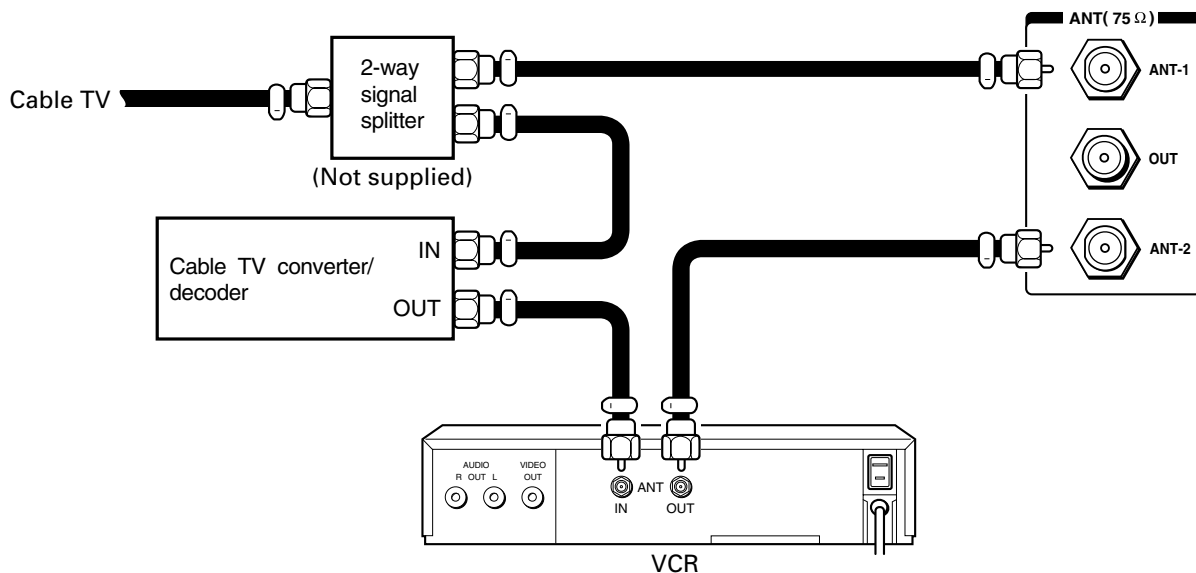 Cable TV
2-way
signal
splitter
(Not supplied)
ANT( 75 Ω )
ANT-1
OUT
ANT-2
Cable TV converter/
decoder
IN
OUT
AUDIO
R OUT L
VIDEO
OUT
ANT
IN
OUT
VCR